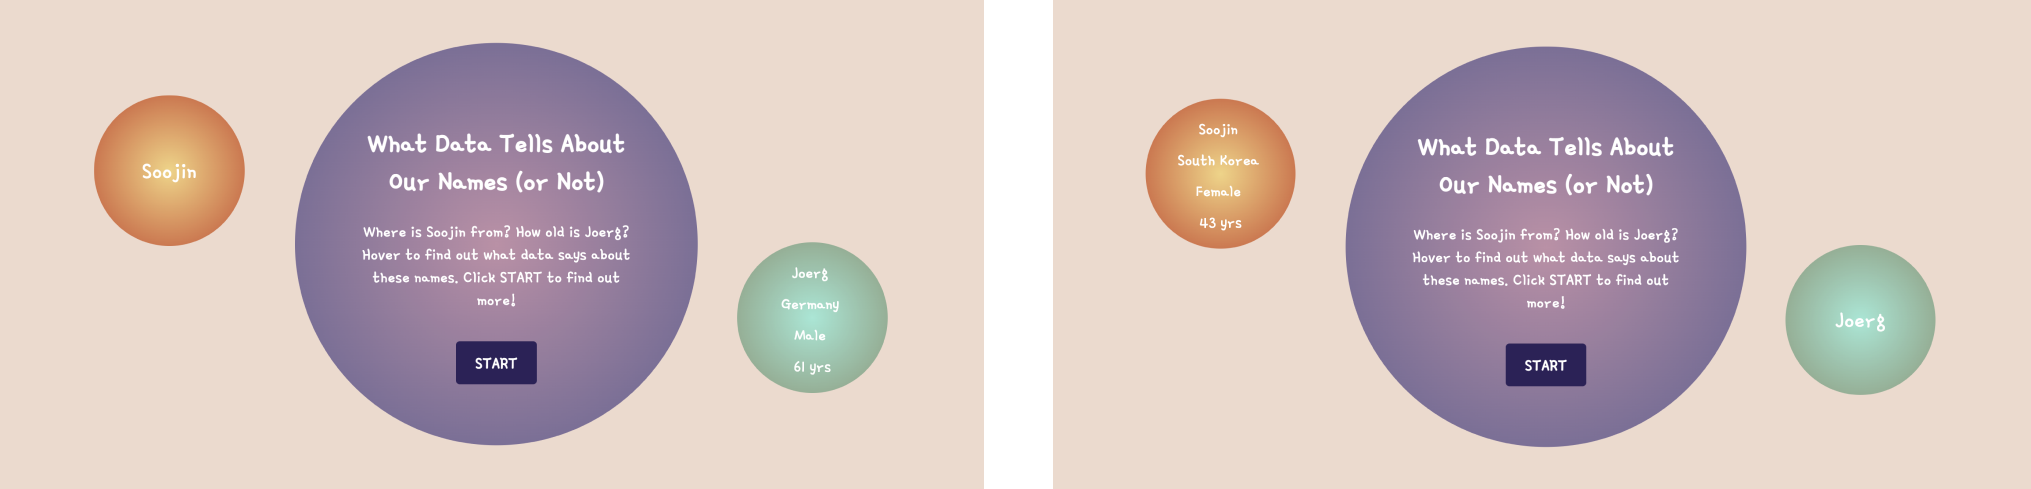 Soojin
What Data Tells About
Our Names (or Not)
Where is Soojin from? How old is Joerg?
Hover to find out what data says about
these names. Click START to find out
more!
START
Joerg
Germany
Male
61 yrs
Soojin
South Korea
Female
43 yrs
What Data Tells About
Our Names (or Not)
Where is Soojin from? How old is Joerg?
Hover to find out what data says about
these names. Click START to find out
more!
START
Joerg